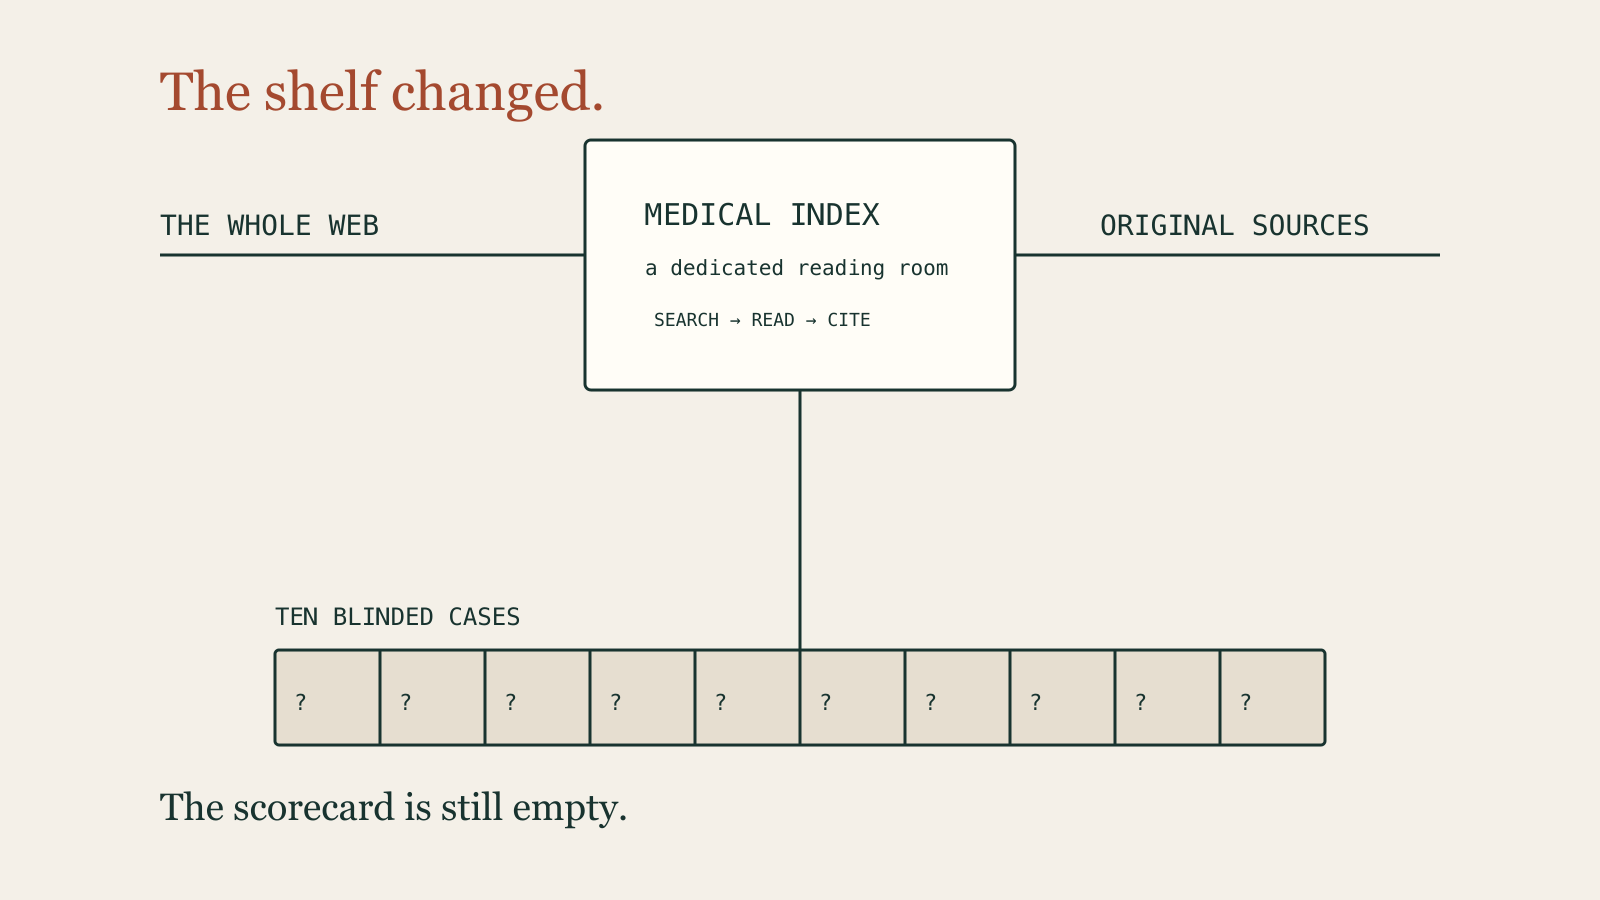 The shelf changed.
THE WHOLE WEB
MEDICAL INDEX
a dedicated reading room
SEARCH → READ → CITE
ORIGINAL SOURCES
TEN BLINDED CASES
? ? ? ? ? ? ? ? ? ?
The scorecard is still empty.